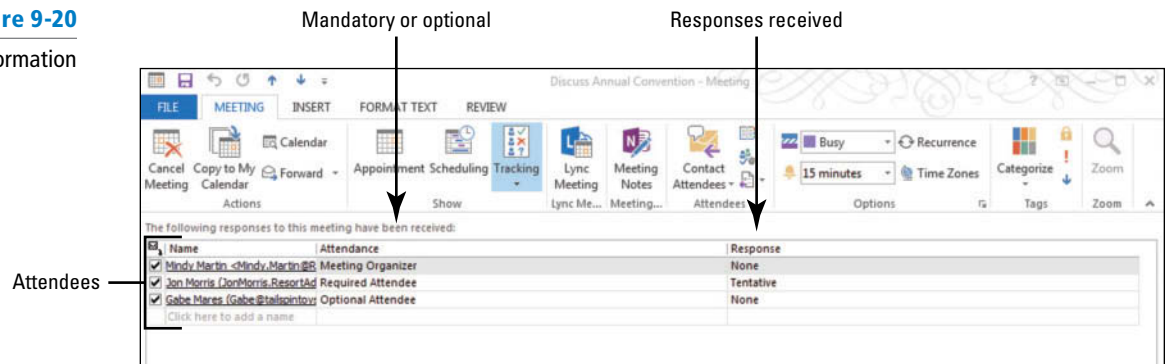 re 9-20
ormation
Mandatory or optional
Responses received
Discuss Annual Convention - Meeting
FILE MEETING INSERT FORMAT TEXT REVIEW
Cancel Meeting
Copy to My Calendar
Calendar
Forward
Actions
Appointment
Scheduling
Tracking
Show
Lync Meeting
Lync Me...
Meeting Notes
Meeting...
Contact Attendees
Attendees
Busy
15 minutes
Recurrence
Time Zones
Options
Categorize
Tags
Zoom
Zoom
The following responses to this meeting have been received:
Name Attendance Response
Mindy Martin <Mindy.Martin@R Meeting Organizer None
Attendees
Jon Morris (JonMorris.ResortAd Required Attendee Tentative
Gabe Mares (Gabe@tailspintoys Optional Attendee None
Click here to add a name